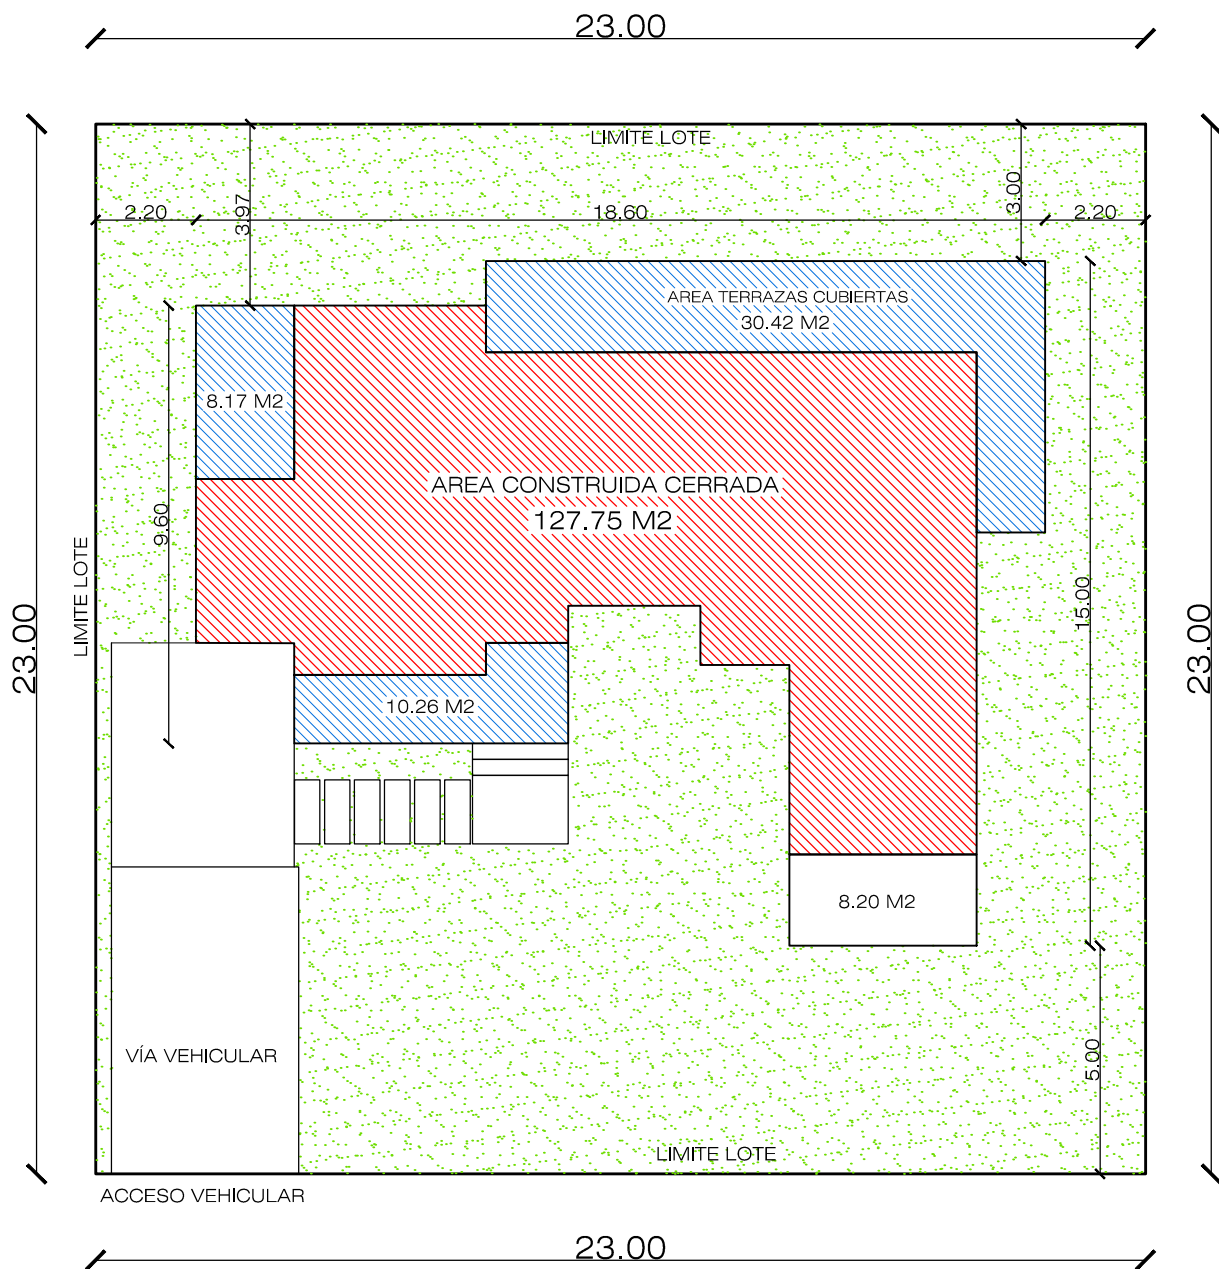 23.00
LIMITE LOTE
2.20
3.97
18.60
3.00
2.20
AREA TERRAZAS CUBIERTAS
30.42 M2
8.17 M2
AREA CONSTRUIDA CERRADA
127.75 M2
9.60
LIMITE LOTE
23.00
15.00
23.00
10.26 M2
8.20 M2
VÍA VEHICULAR
5.00
LIMITE LOTE
ACCESO VEHICULAR
23.00